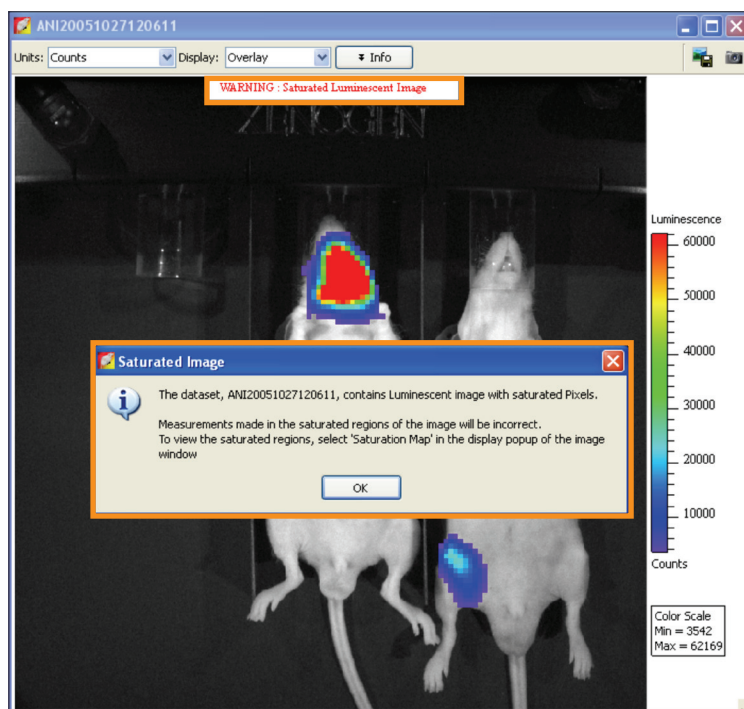 ANI20051027120611
Units: Counts Display: Overlay Info
WARNING : Saturated Luminescent Image
Luminescence
60000
50000
40000
30000
20000
10000
Counts
Color Scale
Min = 3542
Max = 62169
Saturated Image
The dataset, ANI20051027120611, contains Luminescent image with saturated Pixels.
Measurements made in the saturated regions of the image will be incorrect.
To view the saturated regions, select 'Saturation Map' in the display popup of the image
window
OK